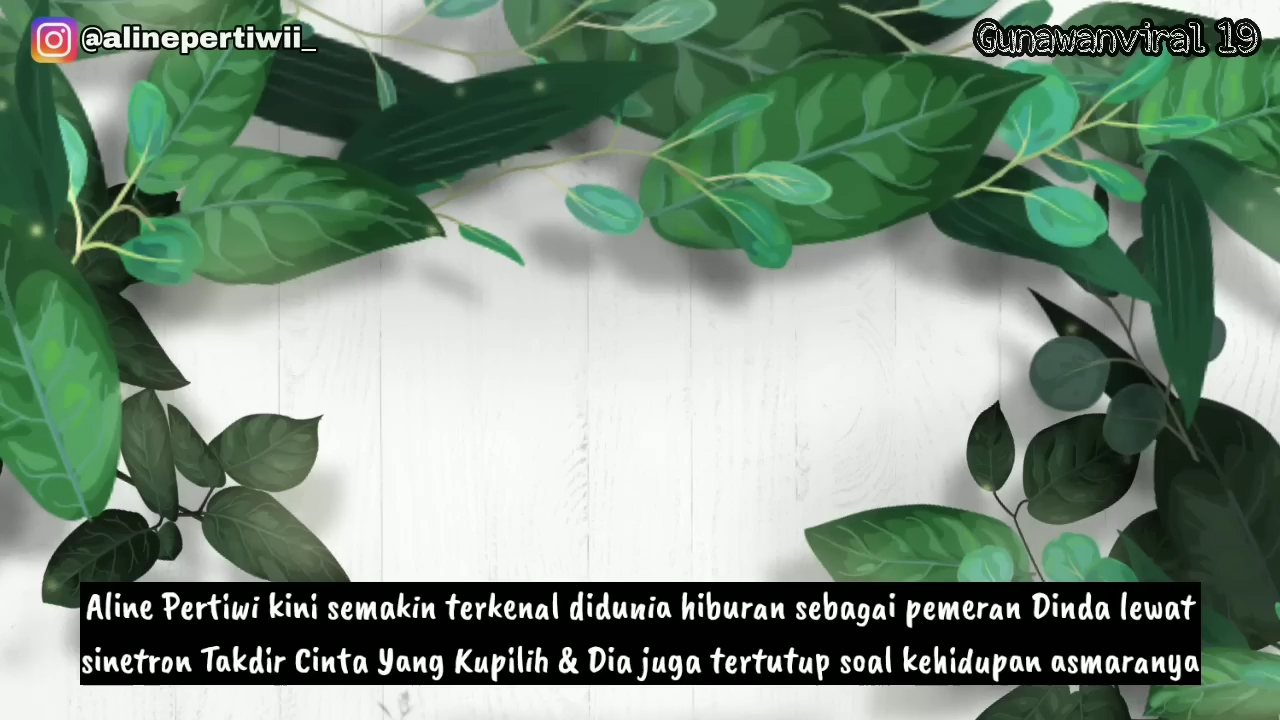 @alinepertiwii_
Gunawanviral 19
Aline Pertiwi kini semakin terkenal didunia hiburan sebagai pemeran Dinda lewat
sinetron Takdir Cinta Yang Kupilih & Dia juga tertutup soal kehidupan asmaranya